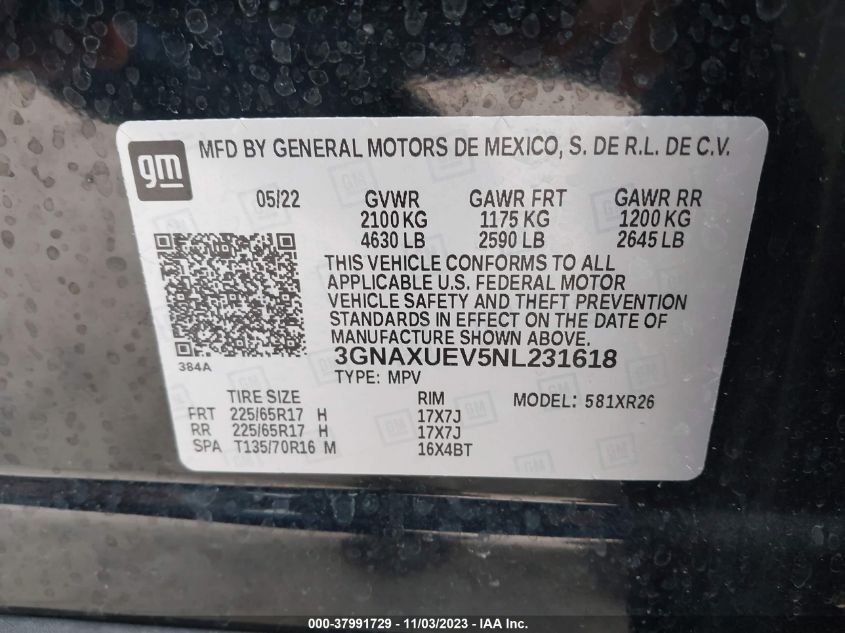 gm
MFD BY GENERAL MOTORS DE MEXICO, S. DE R.L. DE C.V.
05/22 GVWR GAWR FRT GAWR RR
2100 KG 1175 KG 1200 KG
4630 LB 2590 LB 2645 LB
THIS VEHICLE CONFORMS TO ALL
APPLICABLE U.S. FEDERAL MOTOR
VEHICLE SAFETY AND THEFT PREVENTION
STANDARDS IN EFFECT ON THE DATE OF
MANUFACTURE SHOWN ABOVE.
384A
3GNAXUEV5NL231618
TYPE: MPV
TIRE SIZE RIM MODEL: 581XR26
FRT 225/65R17 H 17X7J
RR 225/65R17 H 17X7J
SPA T135/70R16 M 16X4BT
000-37991729 - 11/03/2023 - IAA Inc.